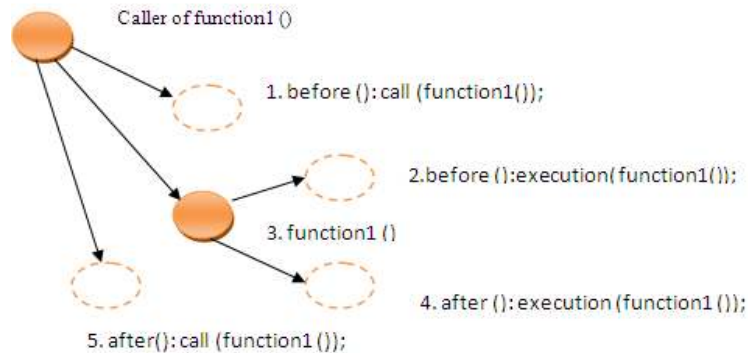 Caller of function1 ()
1. before (): call (function1());
2.before ():execution( function1());
3. function1 ()
4. after (): execution (function1 ());
5. after(): call (function1 ());